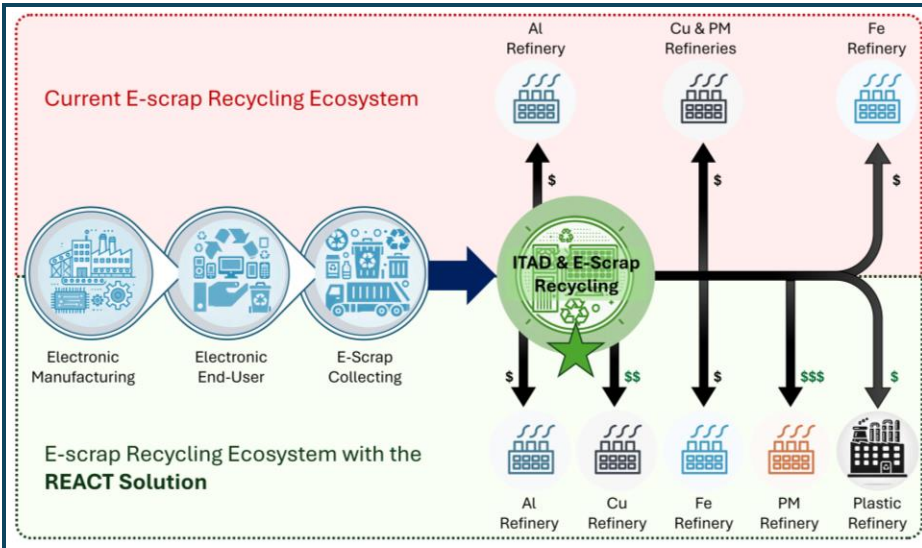 Al
Refinery
Cu & PM
Refineries
Fe
Refinery
Current E-scrap Recycling Ecosystem
$
$
$
ITAD & E-Scrap
Recycling
Electronic
Manufacturing
Electronic
End-User
E-Scrap
Collecting
$
$$
$
$$$
$
E-scrap Recycling Ecosystem with the
REACT Solution
Al
Refinery
Cu
Refinery
Fe
Refinery
PM
Refinery
Plastic
Refinery